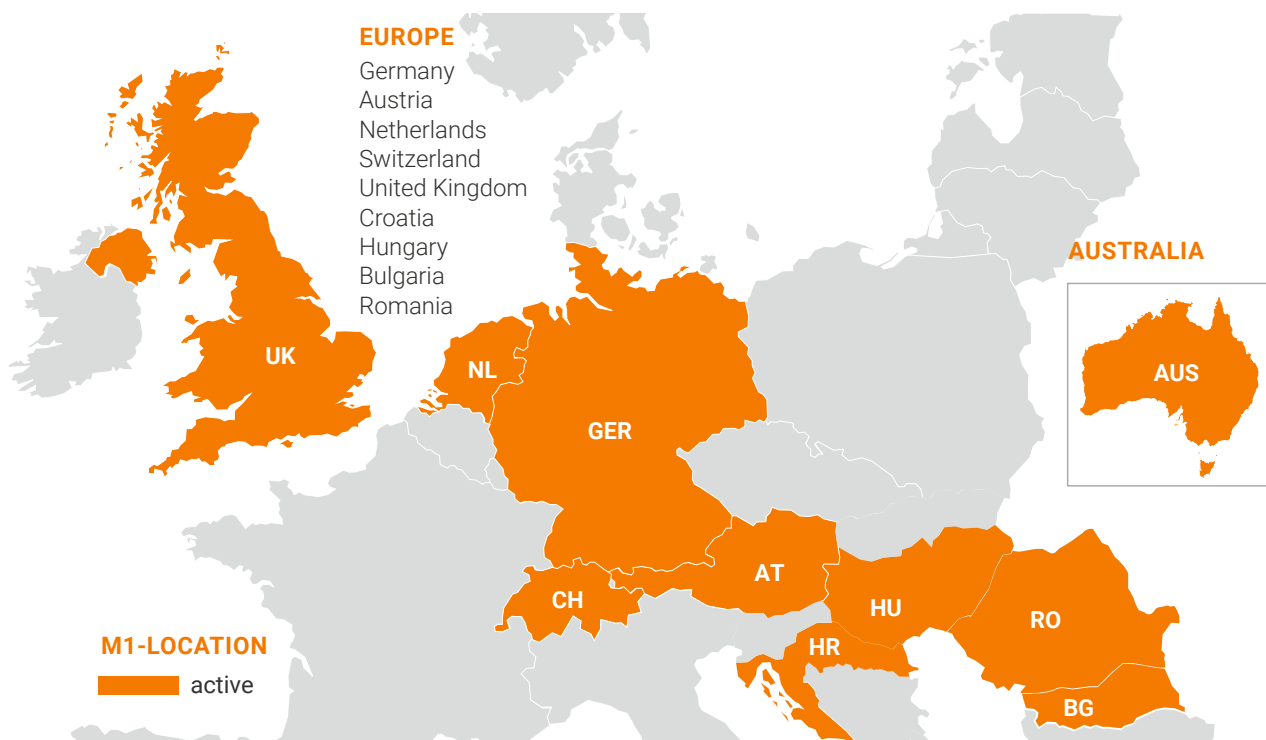 EUROPE
Germany
Austria
Netherlands
Switzerland
United Kingdom
Croatia
Hungary
Bulgaria
Romania
AUSTRALIA
AUS
UK
NL
GER
AT
CH
HU
RO
HR
BG
M1-LOCATION
active